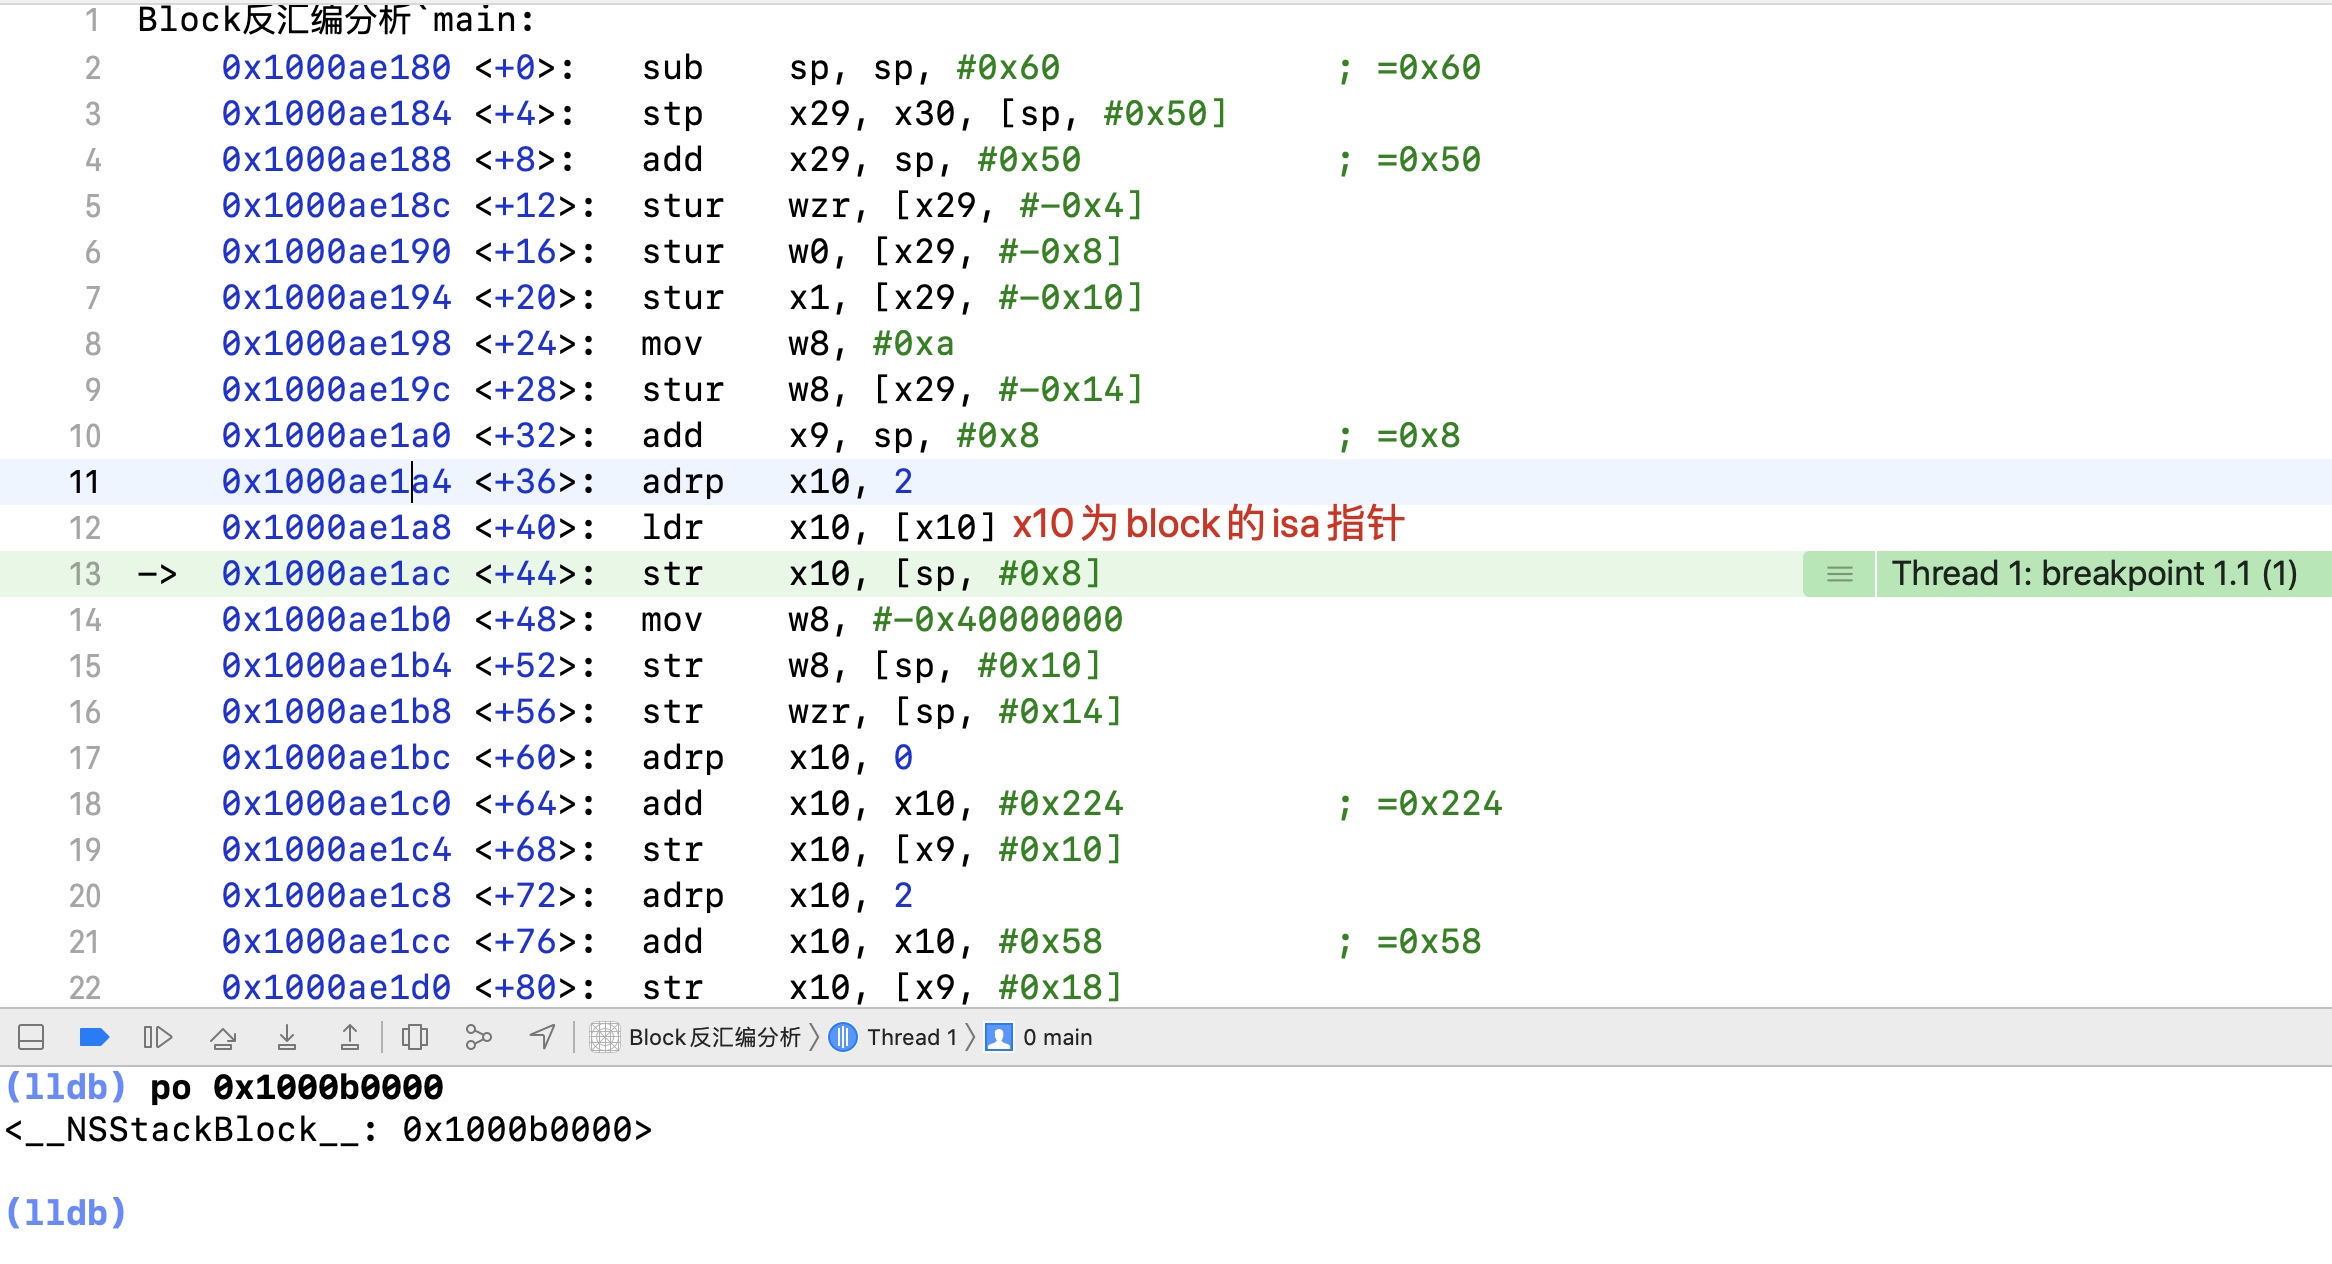 1 Block反汇编分析`main:
2 0x1000ae180 <+0>: sub sp, sp, #0x60 ; =0x60
3 0x1000ae184 <+4>: stp x29, x30, [sp, #0x50]
4 0x1000ae188 <+8>: add x29, sp, #0x50 ; =0x50
5 0x1000ae18c <+12>: stur wzr, [x29, #-0x4]
6 0x1000ae190 <+16>: stur w0, [x29, #-0x8]
7 0x1000ae194 <+20>: stur x1, [x29, #-0x10]
8 0x1000ae198 <+24>: mov w8, #0xa
9 0x1000ae19c <+28>: stur w8, [x29, #-0x14]
10 0x1000ae1a0 <+32>: add x9, sp, #0x8 ; =0x8
11 0x1000ae1a4 <+36>: adrp x10, 2
12 0x1000ae1a8 <+40>: ldr x10, [x10] x10为block的isa指针
13 -> 0x1000ae1ac <+44>: str x10, [sp, #0x8] Thread 1: breakpoint 1.1 (1)
14 0x1000ae1b0 <+48>: mov w8, #-0x40000000
15 0x1000ae1b4 <+52>: str w8, [sp, #0x10]
16 0x1000ae1b8 <+56>: str wzr, [sp, #0x14]
17 0x1000ae1bc <+60>: adrp x10, 0
18 0x1000ae1c0 <+64>: add x10, x10, #0x224 ; =0x224
19 0x1000ae1c4 <+68>: str x10, [x9, #0x10]
20 0x1000ae1c8 <+72>: adrp x10, 2
21 0x1000ae1cc <+76>: add x10, x10, #0x58 ; =0x58
22 0x1000ae1d0 <+80>: str x10, [x9, #0x18]
Block反汇编分析 〉 Thread 1 〉 0 main
(lldb) po 0x1000b0000
<__NSStackBlock__: 0x1000b0000>
(lldb)